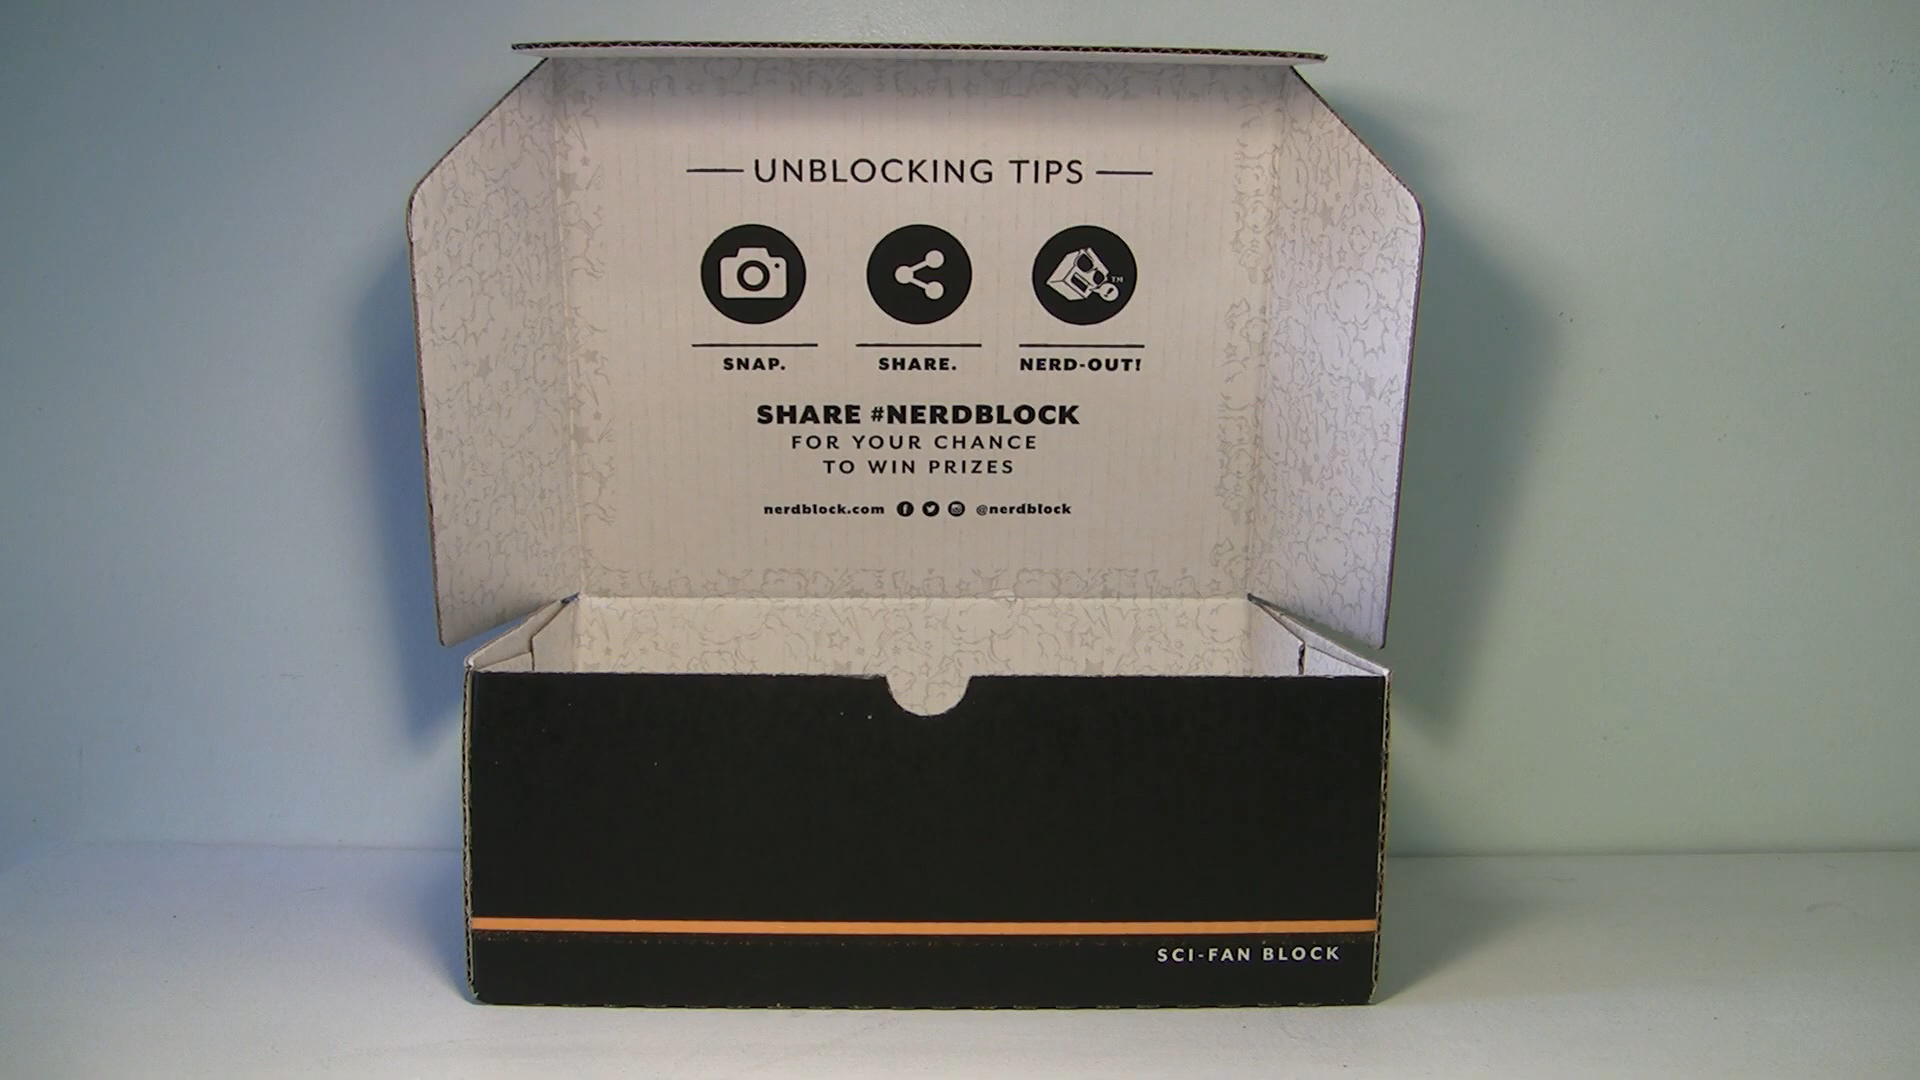 UNBLOCKING TIPS
SNAP. SHARE. NERD-OUT!
SHARE #NERDBLOCK
FOR YOUR CHANCE
TO WIN PRIZES
nerdblock.com @nerdblock
SCI-FAN BLOCK